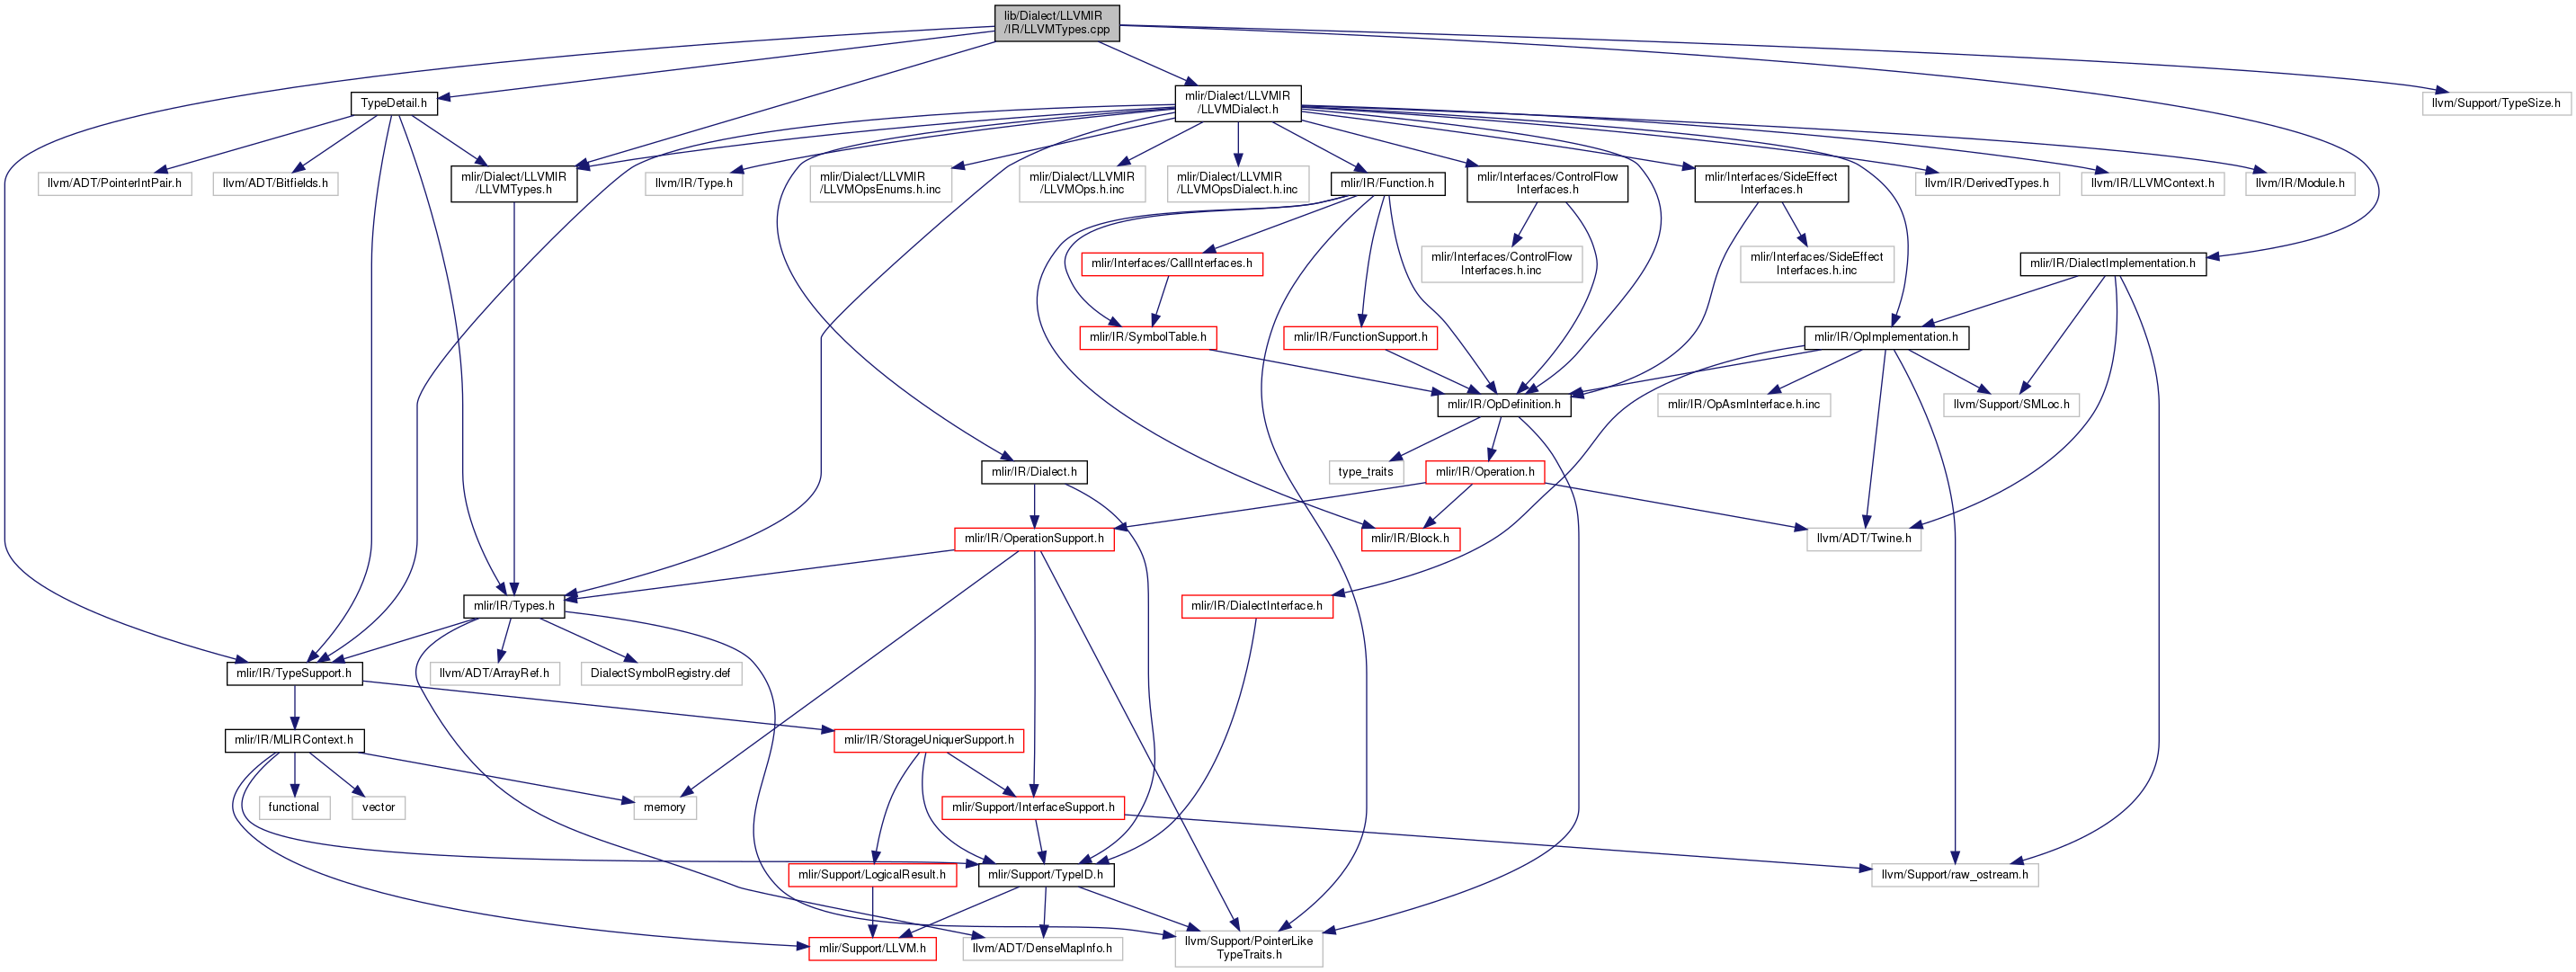 lib/Dialect/LLVMIR
/IR/LLVMTypes.cpp
TypeDetail.h
mlir/Dialect/LLVMIR
/LLVMDialect.h
llvm/Support/TypeSize.h
llvm/ADT/PointerIntPair.h
llvm/ADT/Bitfields.h
mlir/Dialect/LLVMIR
/LLVMTypes.h
llvm/IR/Type.h
mlir/Dialect/LLVMIR
/LLVMOpsEnums.h.inc
mlir/Dialect/LLVMIR
/LLVMOps.h.inc
mlir/Dialect/LLVMIR
/LLVMOpsDialect.h.inc
mlir/IR/Function.h
mlir/Interfaces/ControlFlow
Interfaces.h
mlir/Interfaces/SideEffect
Interfaces.h
llvm/IR/DerivedTypes.h
llvm/IR/LLVMContext.h
llvm/IR/Module.h
mlir/Interfaces/CallInterfaces.h
mlir/Interfaces/ControlFlow
Interfaces.h.inc
mlir/Interfaces/SideEffect
Interfaces.h.inc
mlir/IR/DialectImplementation.h
mlir/IR/SymbolTable.h
mlir/IR/FunctionSupport.h
mlir/IR/OpImplementation.h
mlir/IR/OpDefinition.h
mlir/IR/OpAsmInterface.h.inc
llvm/Support/SMLoc.h
mlir/IR/Dialect.h
type_traits
mlir/IR/Operation.h
mlir/IR/OperationSupport.h
mlir/IR/Block.h
llvm/ADT/Twine.h
mlir/IR/Types.h
mlir/IR/DialectInterface.h
mlir/IR/TypeSupport.h
llvm/ADT/ArrayRef.h
DialectSymbolRegistry.def
mlir/IR/MLIRContext.h
mlir/IR/StorageUniquerSupport.h
functional
vector
memory
mlir/Support/InterfaceSupport.h
mlir/Support/LogicalResult.h
mlir/Support/TypeID.h
llvm/Support/raw_ostream.h
mlir/Support/LLVM.h
llvm/ADT/DenseMapInfo.h
llvm/Support/PointerLike
TypeTraits.h